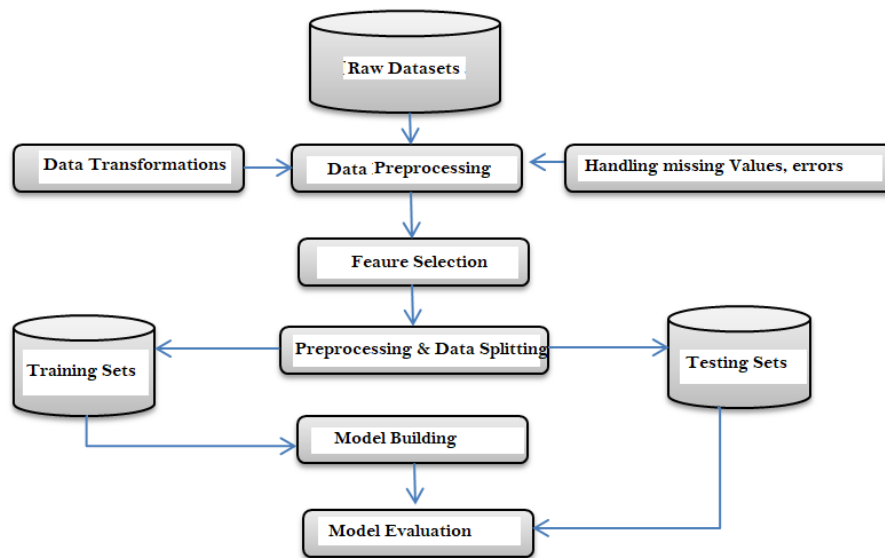 Raw Datasets
Data Transformations
Data Preprocessing
Handling missing Values, errors
Feaure Selection
Training Sets
Preprocessing & Data Splitting
Testing Sets
Model Building
Model Evaluation